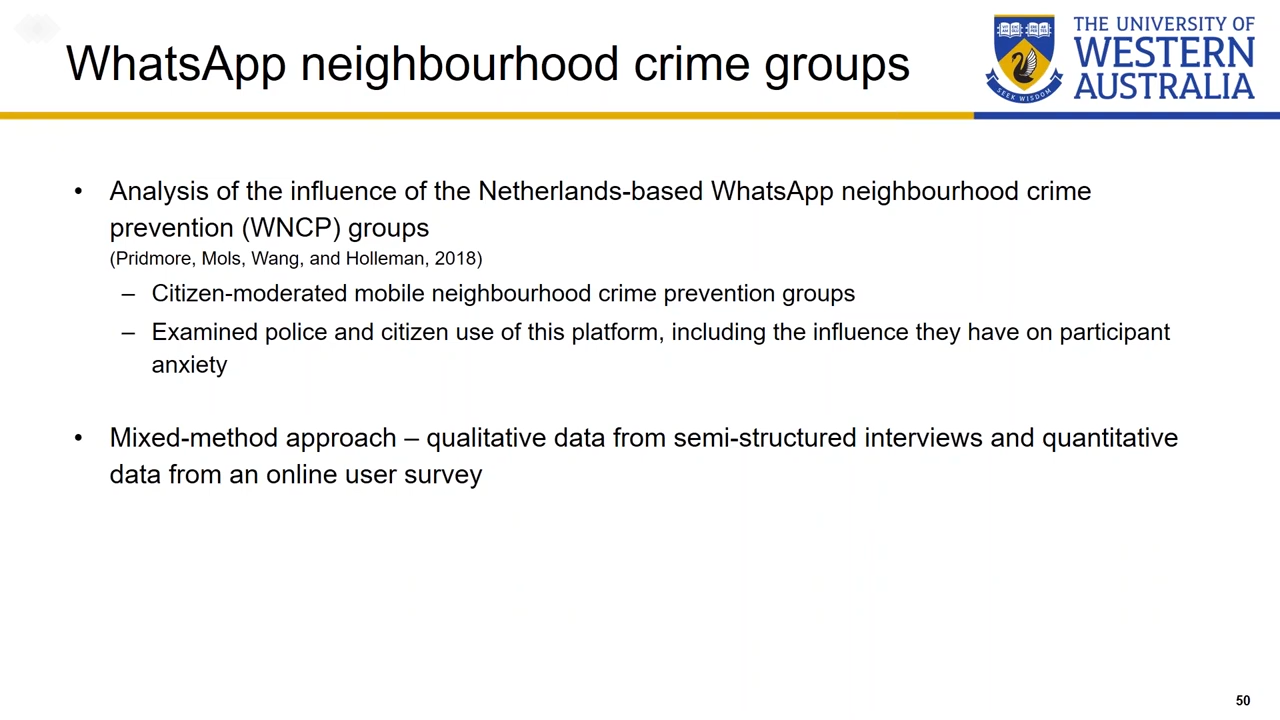 WhatsApp neighbourhood crime groups
THE UNIVERSITY OF
WESTERN
AUSTRALIA
SEEK WISDOM
• Analysis of the influence of the Netherlands-based WhatsApp neighbourhood crime
prevention (WNCP) groups
(Pridmore, Mols, Wang, and Holleman, 2018)
– Citizen-moderated mobile neighbourhood crime prevention groups
– Examined police and citizen use of this platform, including the influence they have on participant
anxiety
• Mixed-method approach – qualitative data from semi-structured interviews and quantitative
data from an online user survey
50